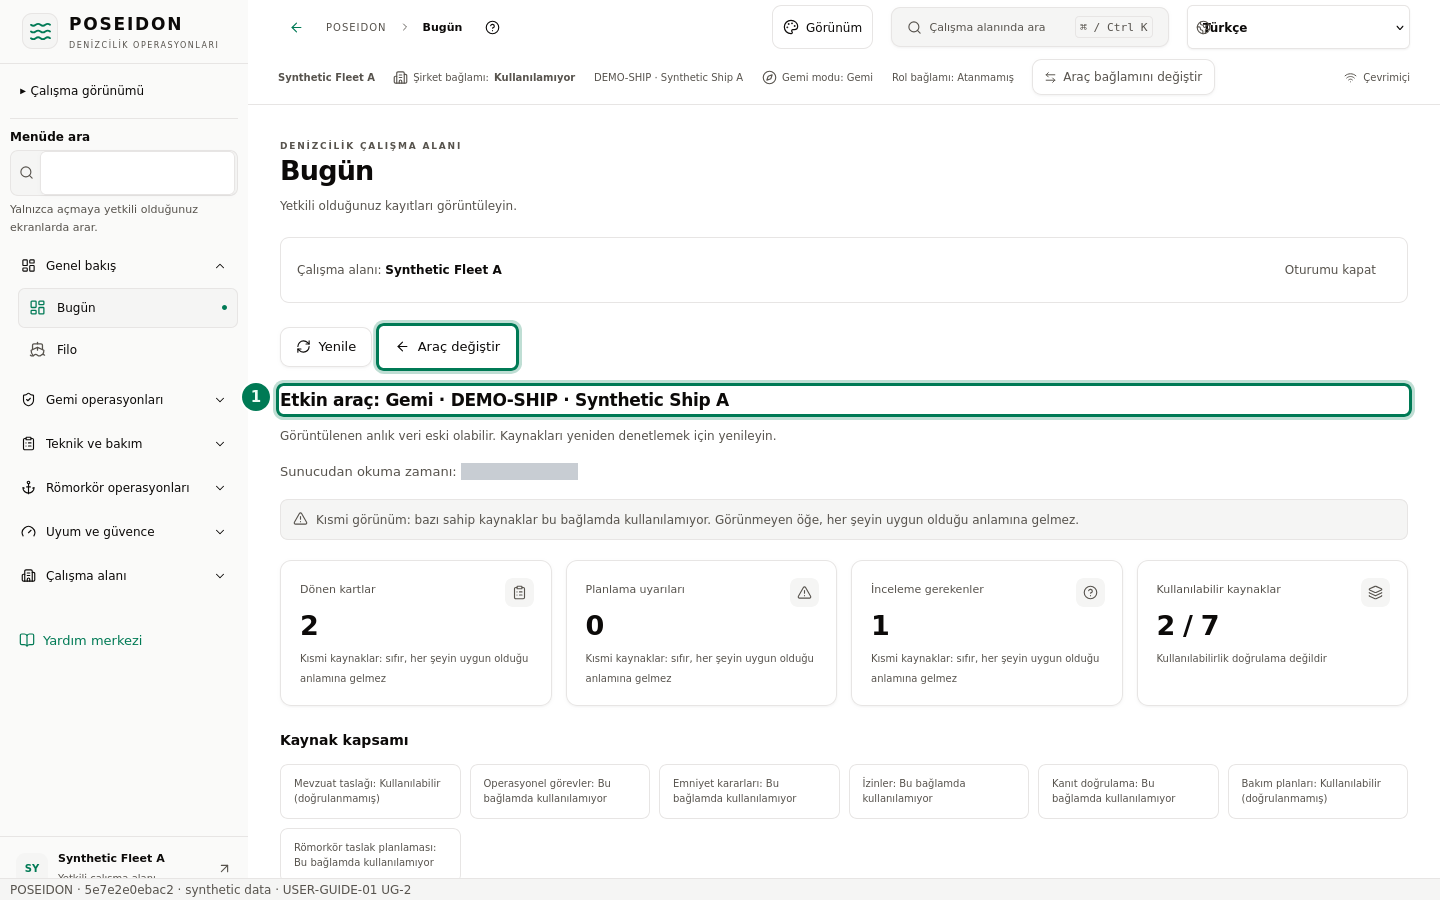 POSEIDON
DENİZCİLİK OPERASYONLARI
Çalışma görünümü
Menüde ara
Yalnızca açmaya yetkili olduğunuz
ekranlarda arar.
Genel bakış
Bugün
Filo
Gemi operasyonları
Teknik ve bakım
Römorkör operasyonları
Uyum ve güvence
Çalışma alanı
Yardım merkezi
SY
Synthetic Fleet A
POSEIDON
Bugün
Görünüm
Çalışma alanında ara
⌘ / Ctrl K
Türkçe
Synthetic Fleet A
Şirket bağlamı: Kullanılamıyor
DEMO-SHIP · Synthetic Ship A
Gemi modu: Gemi
Rol bağlamı: Atanmamış
Araç bağlamını değiştir
Çevrimiçi
DENİZCİLİK ÇALIŞMA ALANI
Bugün
Yetkili olduğunuz kayıtları görüntüleyin.
Çalışma alanı: Synthetic Fleet A
Oturumu kapat
Yenile
Araç değiştir
1
Etkin araç: Gemi · DEMO-SHIP · Synthetic Ship A
Görüntülenen anlık veri eski olabilir. Kaynakları yeniden denetlemek için yenileyin.
Sunucudan okuma zamanı:
Kısmi görünüm: bazı sahip kaynaklar bu bağlamda kullanılamıyor. Görünmeyen öğe, her şeyin uygun olduğu anlamına gelmez.
Dönen kartlar
2
Kısmi kaynaklar: sıfır, her şeyin uygun olduğu
anlamına gelmez
Planlama uyarıları
0
Kısmi kaynaklar: sıfır, her şeyin uygun olduğu
anlamına gelmez
İnceleme gerekenler
1
Kısmi kaynaklar: sıfır, her şeyin uygun olduğu
anlamına gelmez
Kullanılabilir kaynaklar
2 / 7
Kullanılabilirlik doğrulama değildir
Kaynak kapsamı
Mevzuat taslağı: Kullanılabilir
(doğrulanmamış)
Operasyonel görevler: Bu
bağlamda kullanılamıyor
Emniyet kararları: Bu
bağlamda kullanılamıyor
İzinler: Bu bağlamda
kullanılamıyor
Kanıt doğrulama: Bu
bağlamda kullanılamıyor
Bakım planları: Kullanılabilir
(doğrulanmamış)
Römorkör taslak planlaması:
Bu bağlamda kullanılamıyor
POSEIDON · 5e7e2e0ebac2 · synthetic data · USER-GUIDE-01 UG-2